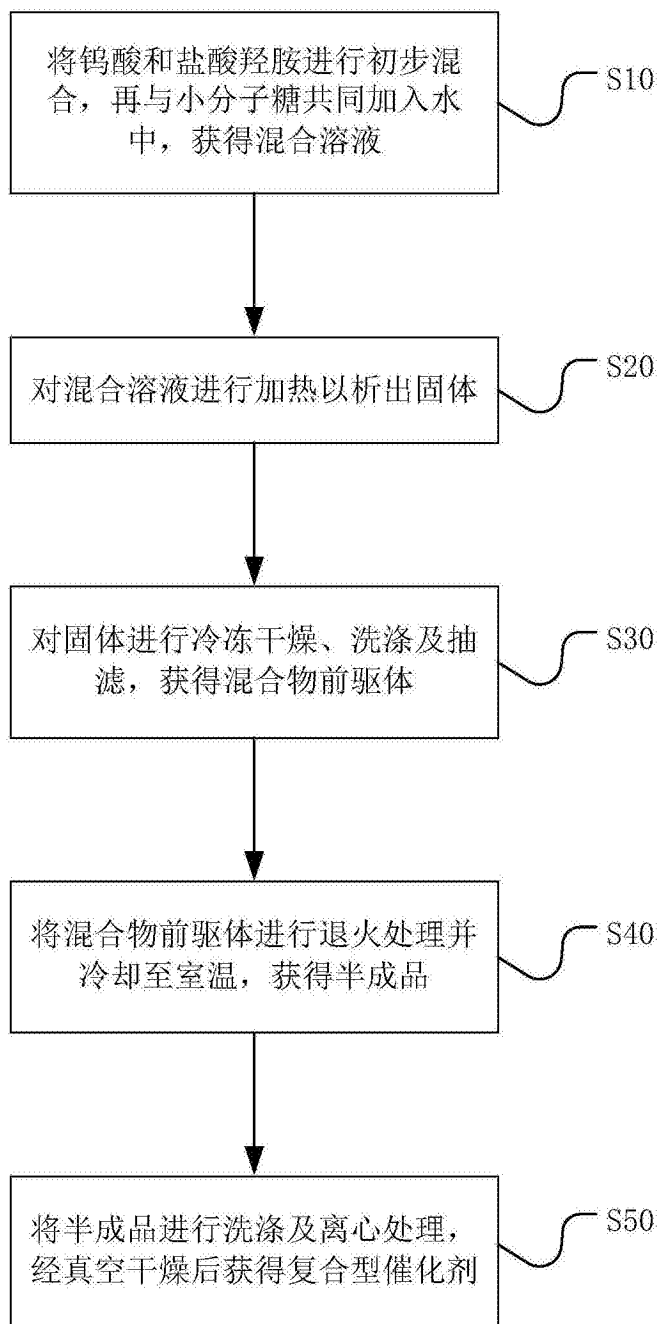 将钨酸和盐酸羟胺进行初步混
合，再与小分子糖共同加入水
中，获得混合溶液
S10
对混合溶液进行加热以析出固体
S20
对固体进行冷冻干燥、洗涤及抽
滤，获得混合物前驱体
S30
将混合物前驱体进行退火处理并
冷却至室温，获得半成品
S40
将半成品进行洗涤及离心处理，
经真空干燥后获得复合型催化剂
S50